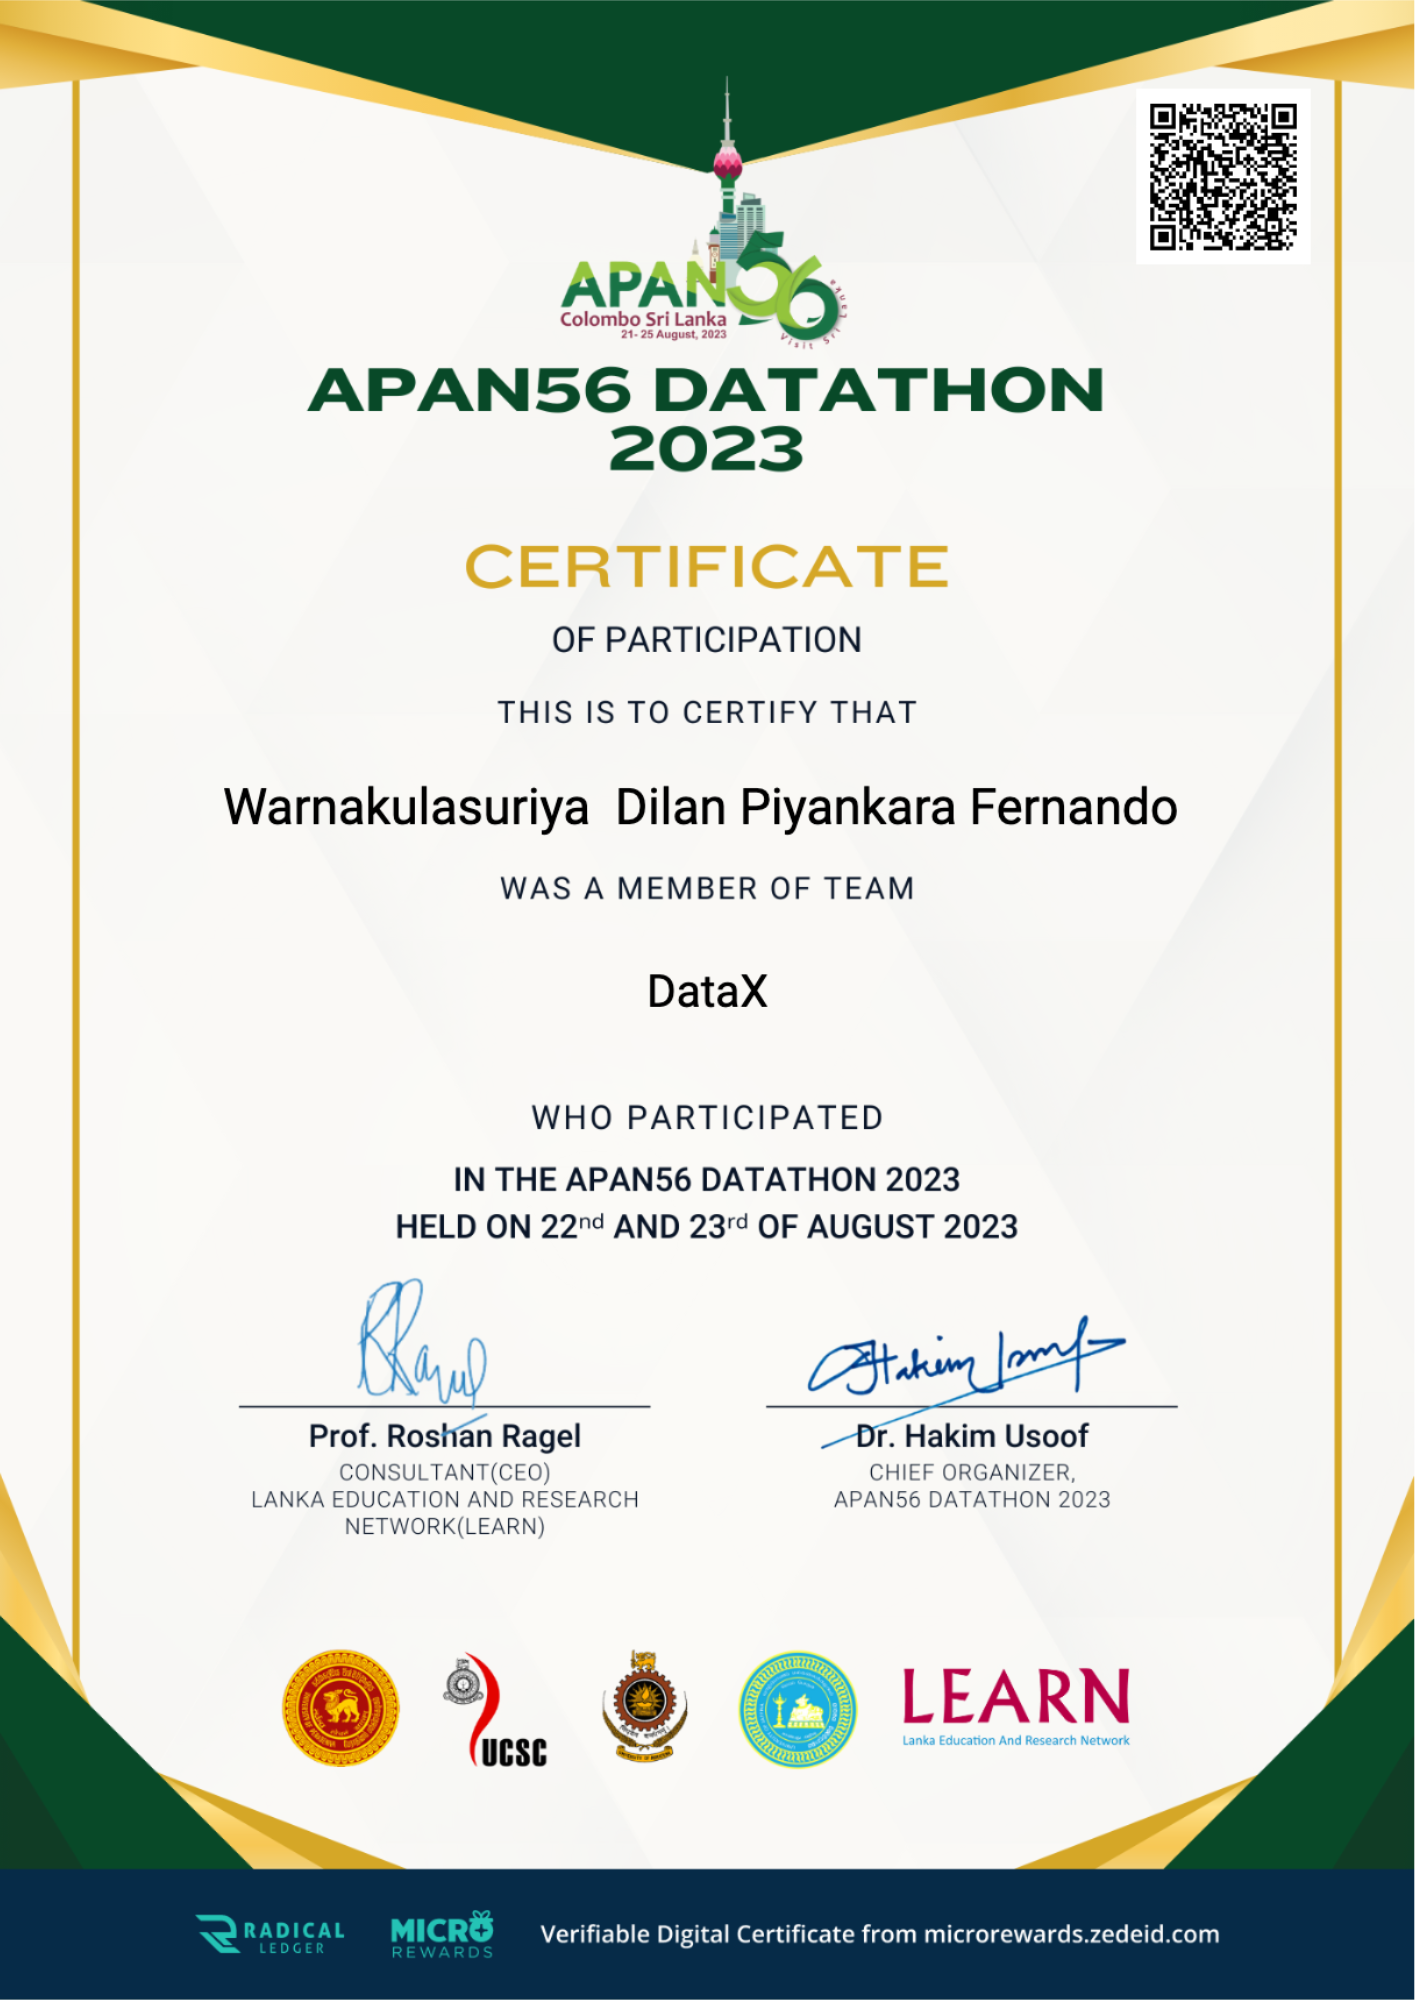 APAN56
Colombo Sri Lanka
21- 25 August, 2023
Visit Sri Lanka
APAN56 DATATHON
2023
CERTIFICATE
OF PARTICIPATION
THIS IS TO CERTIFY THAT
Warnakulasuriya  Dilan Piyankara Fernando
WAS A MEMBER OF TEAM
DataX
WHO PARTICIPATED
IN THE APAN56 DATATHON 2023
HELD ON 22nd AND 23rd OF AUGUST 2023
Prof. Roshan Ragel
CONSULTANT(CEO)
LANKA EDUCATION AND RESEARCH
NETWORK(LEARN)
Dr. Hakim Usoof
CHIEF ORGANIZER,
APAN56 DATATHON 2023
UCSC
LEARN
Lanka Education And Research Network
RADICAL
LEDGER
MICRO
REWARDS
Verifiable Digital Certificate from microrewards.zedeid.com